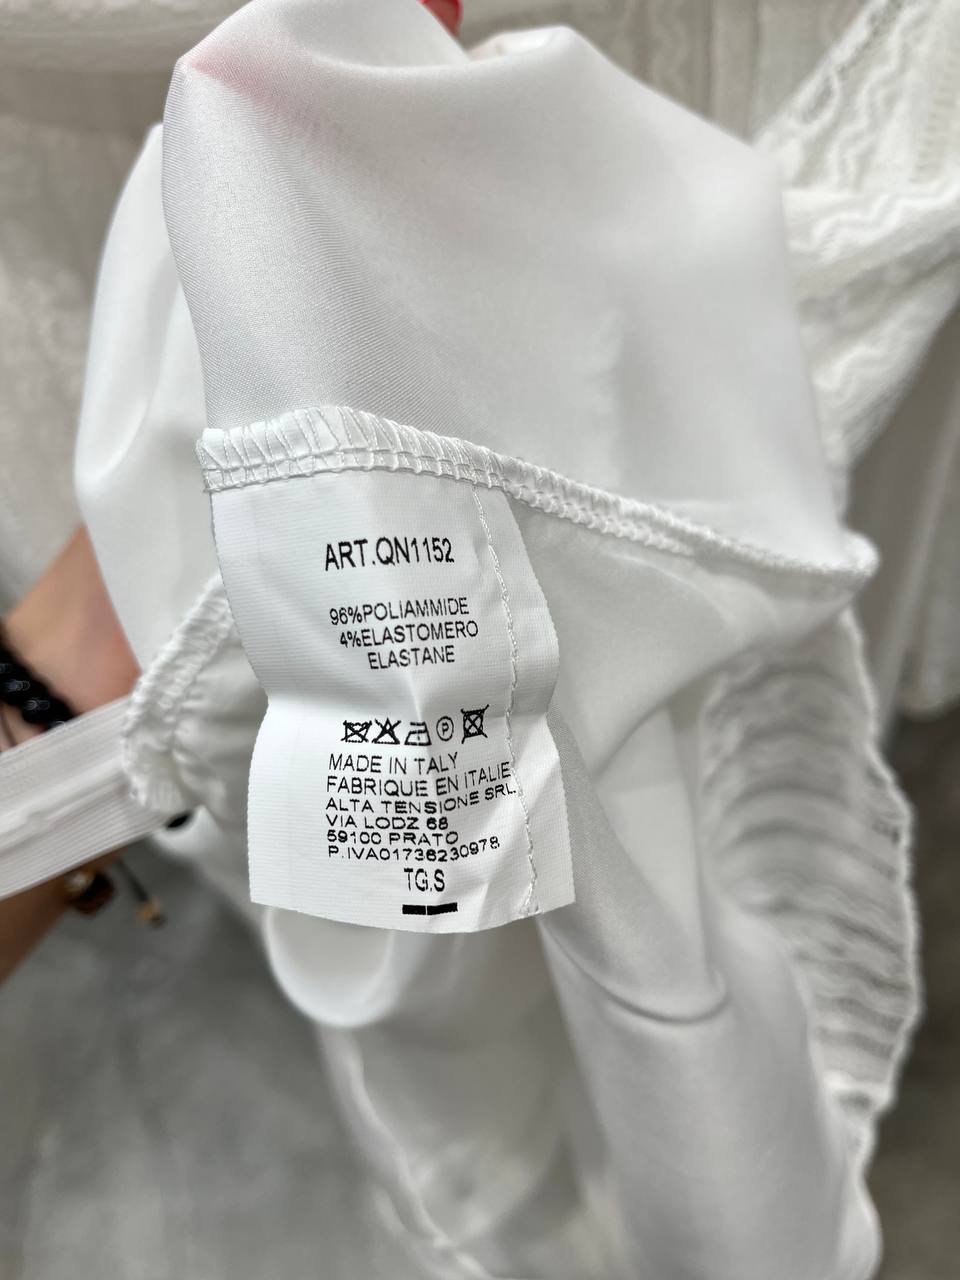 ART.QN1152
96%POLIAMMIDE
4%ELASTOMERO
ELASTANE
P
MADE IN TALY
FABRIQUE EN ITALIE
ALTA TENSIONE SRL
VIA LODZ 68
59100 PRATO
P.IVA01736230978
TG.S